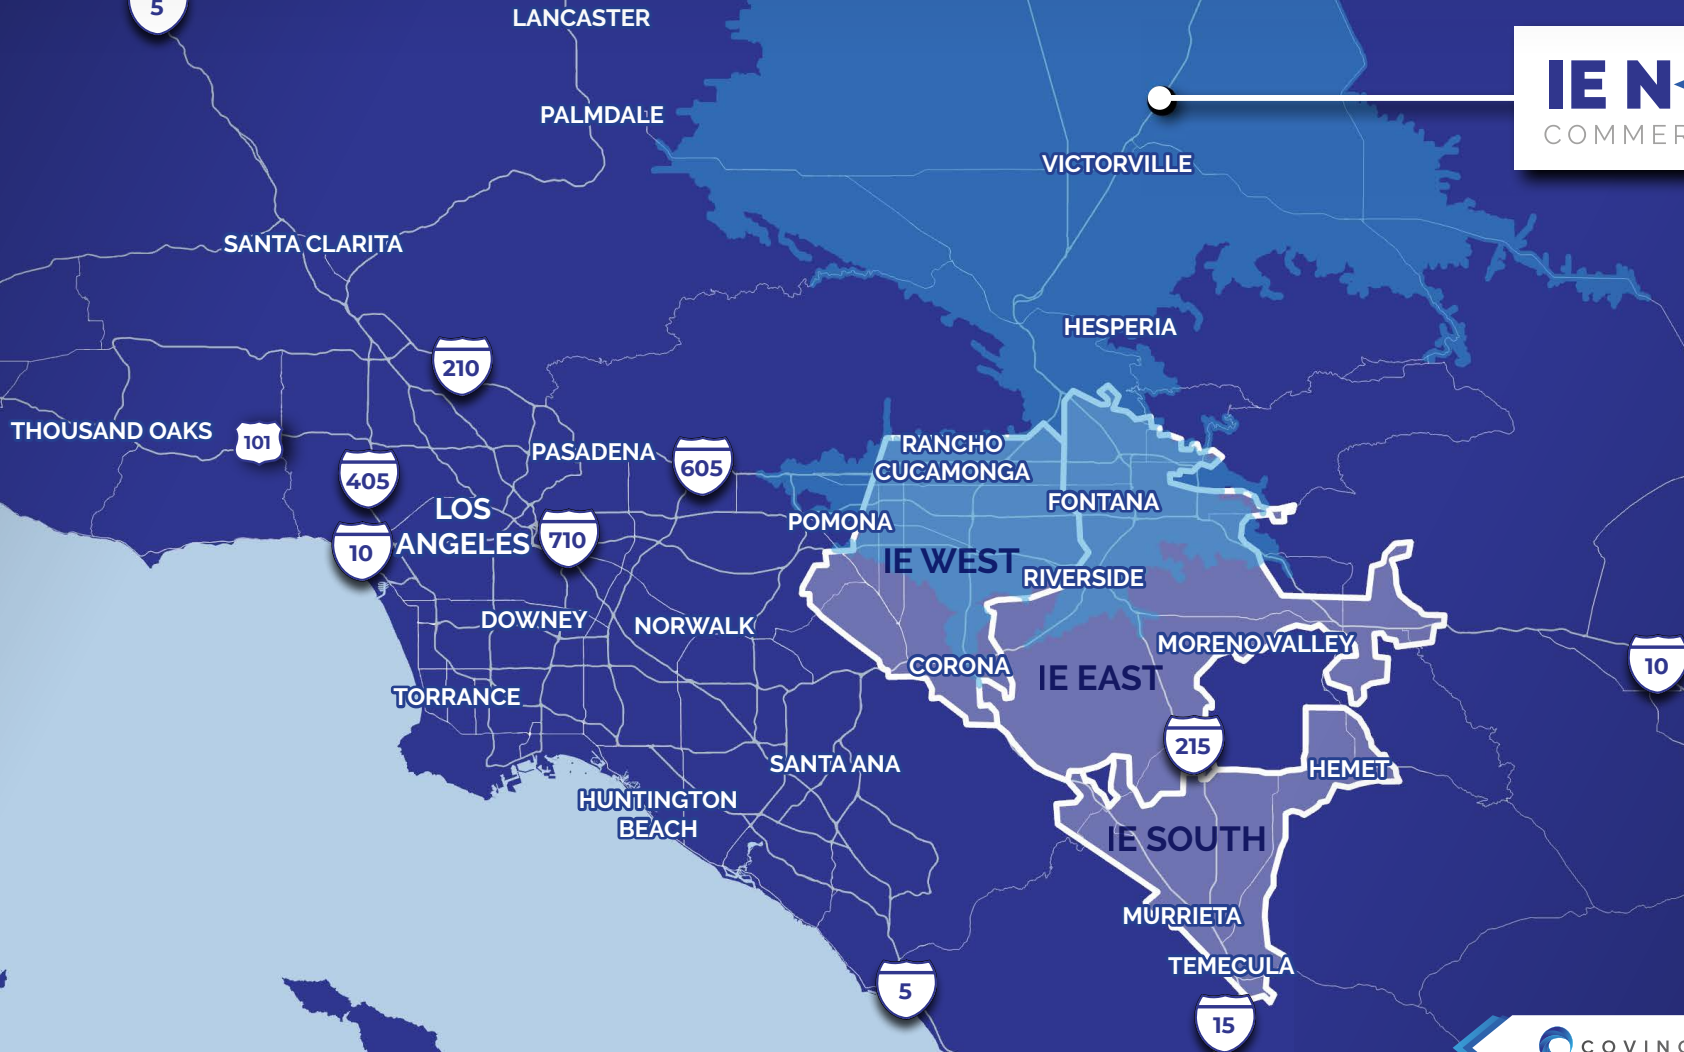 5
LANCASTER
IE N
COMMER
PALMDALE
VICTORVILLE
SANTA CLARITA
HESPERIA
210
THOUSAND OAKS
101
PASADENA
605
RANCHO
CUCAMONGA
405
LOS
ANGELES
FONTANA
POMONA
10
710
IE WEST
RIVERSIDE
DOWNEY
NORWALK
MORENO VALLEY
CORONA
IE EAST
10
TORRANCE
215
SANTA ANA
HEMET
HUNTINGTON
BEACH
IE SOUTH
MURRIETA
TEMECULA
5
15
COVIN